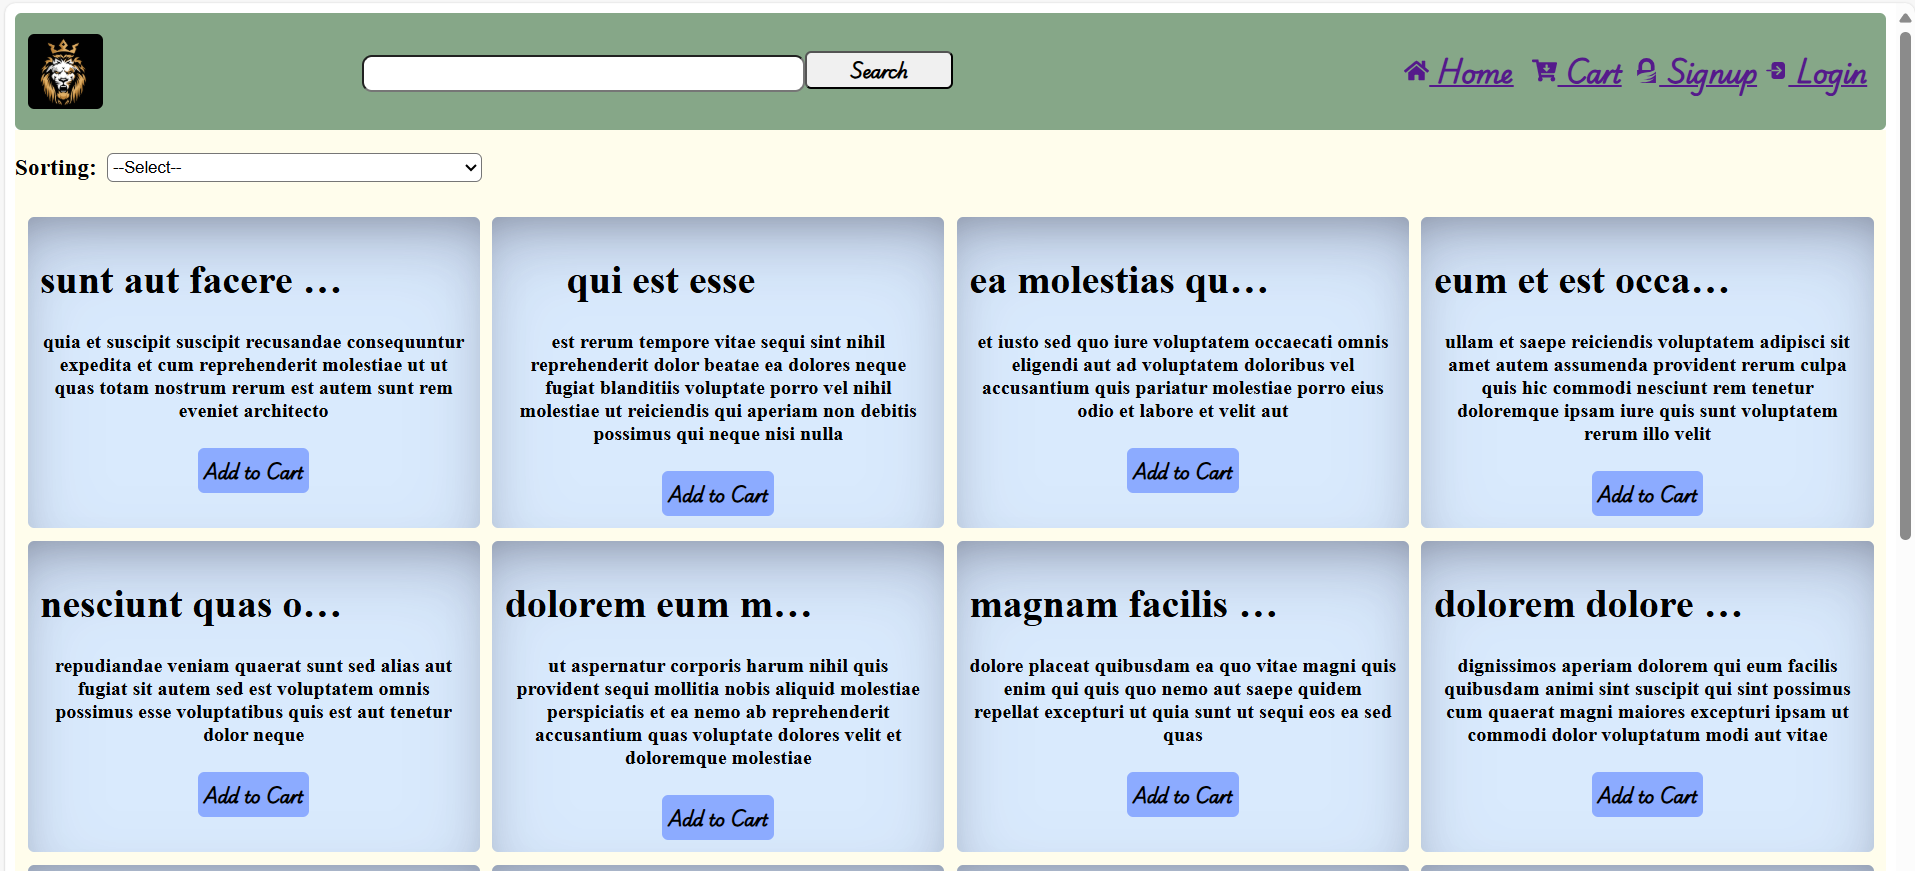 Search
Home
Cart
Signup
Login
Sorting:
--Select--
sunt aut facere …
quia et suscipit suscipit recusandae consequuntur
expedita et cum reprehenderit molestiae ut ut
quas totam nostrum rerum est autem sunt rem
eveniet architecto
Add to Cart
qui est esse
est rerum tempore vitae sequi sint nihil
reprehenderit dolor beatae ea dolores neque
fugiat blanditiis voluptate porro vel nihil
molestiae ut reiciendis qui aperiam non debitis
possimus qui neque nisi nulla
Add to Cart
ea molestias qu…
et iusto sed quo iure voluptatem occaecati omnis
eligendi aut ad voluptatem doloribus vel
accusantium quis pariatur molestiae porro eius
odio et labore et velit aut
Add to Cart
eum et est occa…
ullam et saepe reiciendis voluptatem adipisci sit
amet autem assumenda provident rerum culpa
quis hic commodi nesciunt rem tenetur
doloremque ipsam iure quis sunt voluptatem
rerum illo velit
Add to Cart
nesciunt quas o…
repudiandae veniam quaerat sunt sed alias aut
fugiat sit autem sed est voluptatem omnis
possimus esse voluptatibus quis est aut tenetur
dolor neque
Add to Cart
dolorem eum m…
ut aspernatur corporis harum nihil quis
provident sequi mollitia nobis aliquid molestiae
perspiciatis et ea nemo ab reprehenderit
accusantium quas voluptate dolores velit et
doloremque molestiae
Add to Cart
magnam facilis …
dolore placeat quibusdam ea quo vitae magni quis
enim qui quis quo nemo aut saepe quidem
repellat excepturi ut quia sunt ut sequi eos ea sed
quas
Add to Cart
dolorem dolore …
dignissimos aperiam dolorem qui eum facilis
quibusdam animi sint suscipit qui sint possimus
cum quaerat magni maiores excepturi ipsam ut
commodi dolor voluptatum modi aut vitae
Add to Cart